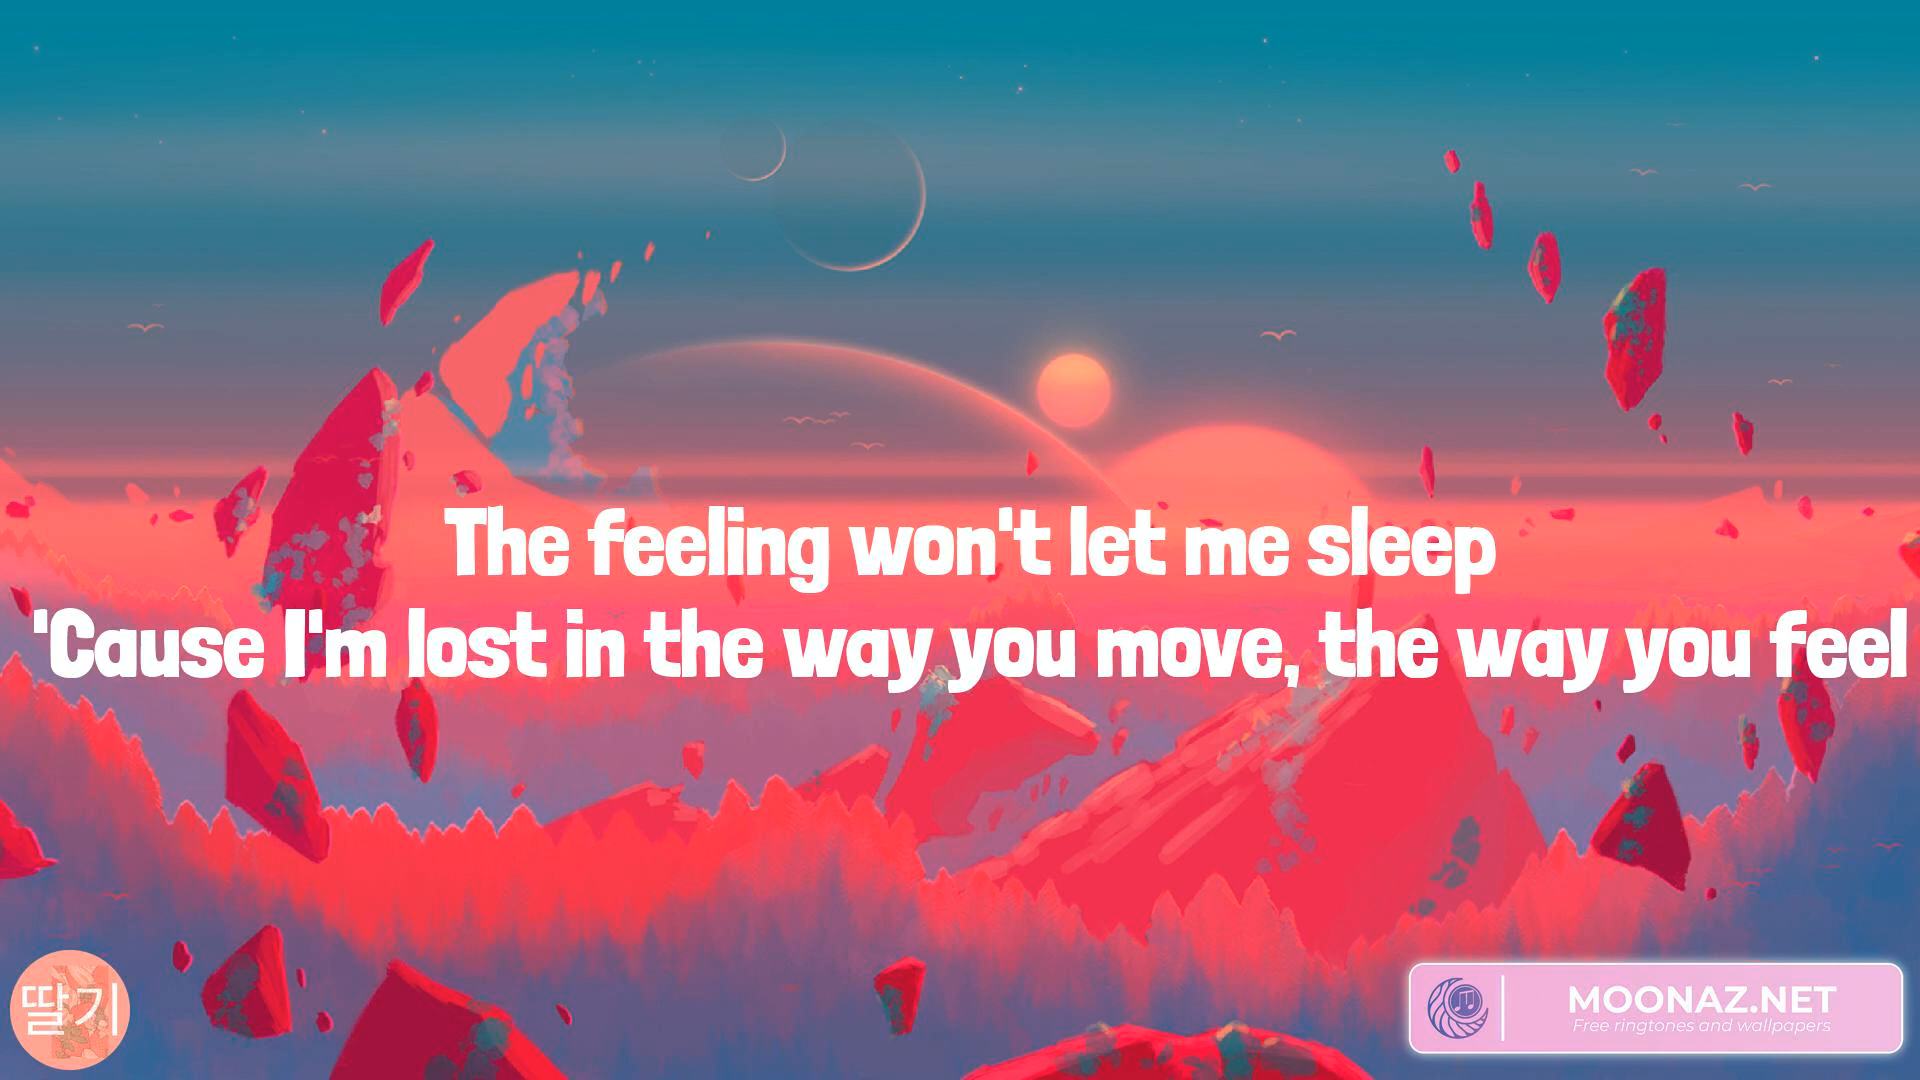 The feeling won't let me sleep
'Cause I'm lost in the way you move, the way you feel
딸기
MOONAZ.NET
Free ringtones and wallpapers